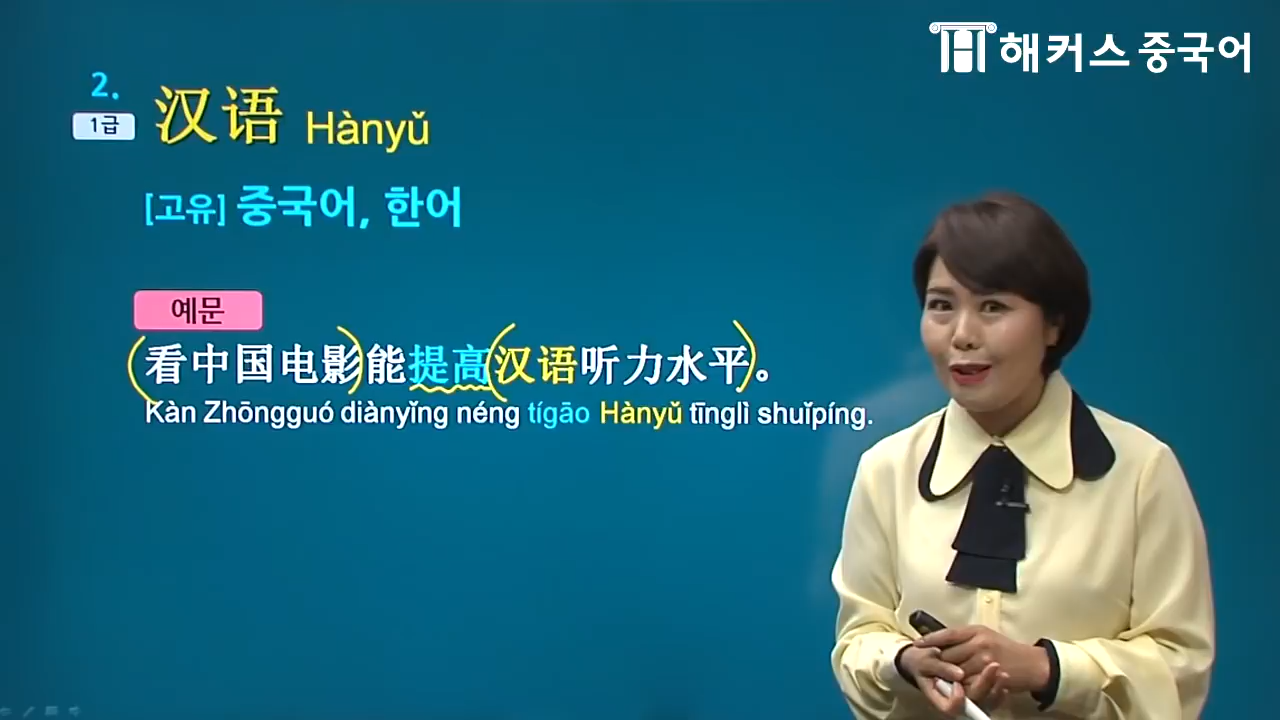 해커스 중국어
2.
1급
汉语 Hànyǔ
[고유] 중국어, 한어
예문
(看中国电影)能提高(汉语听力水平)。
Kàn Zhōngguó diànyǐng néng tígāo Hànyǔ tīnglì shuǐpíng.